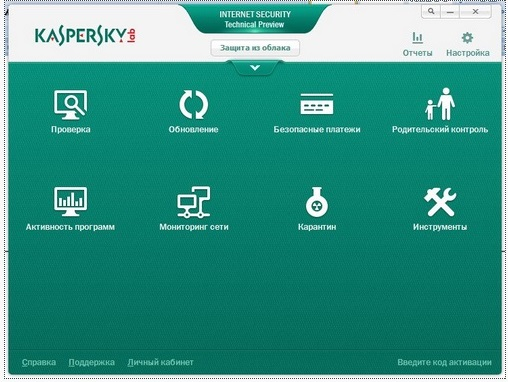 KASPERSKY lab
INTERNET SECURITY
Technical Preview
Защита из облака
Отчеты
Настройка
Проверка
Обновление
Безопасные платежи
Родительский контроль
Активность программ
Мониторинг сети
Карантин
Инструменты
Справка
Поддержка
Личный кабинет
Введите код активации